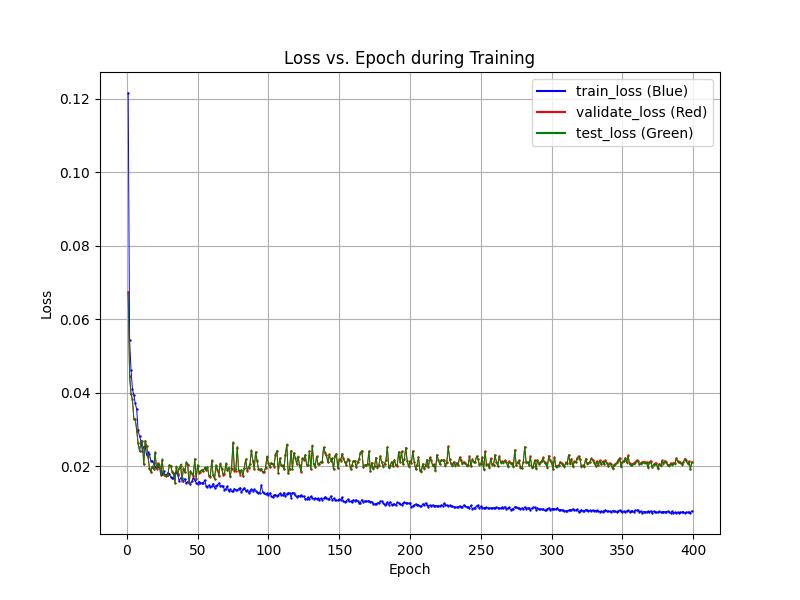 Loss vs. Epoch during Training
train_loss (Blue)
validate_loss (Red)
test_loss (Green)
0.12
0.10
0.08
0.06
0.04
0.02
Loss
0 50 100 150 200 250 300 350 400
Epoch